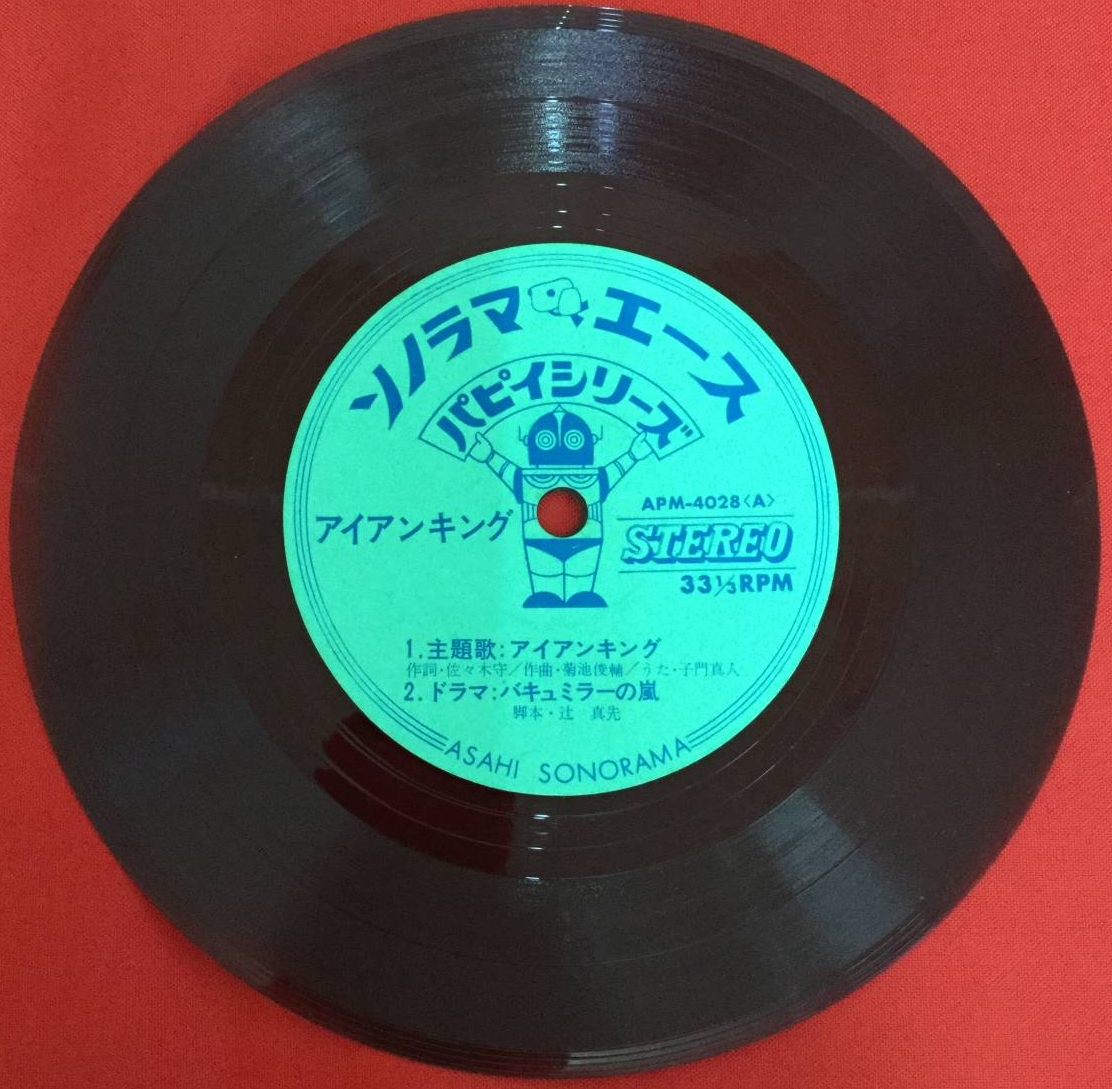 ソノラマエース
パピイシリーズ
アイアンキング
APM-4028〈A〉
STEREO
33⅓RPM
1.主題歌:アイアンキング
作詞・佐々木守/作曲・菊池俊輔/うた・子門真人
2.ドラマ:バキュミラーの嵐
脚本・辻 真先
ASAHI SONORAMA